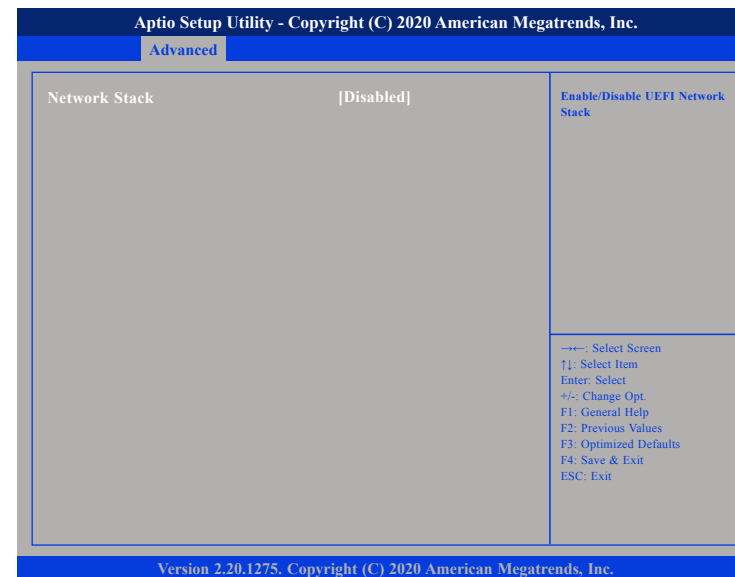 Aptio Setup Utility - Copyright (C) 2020 American Megatrends, Inc.
Advanced
Network Stack [Disabled]
Enable/Disable UEFI Network
Stack
→←: Select Screen
↑↓: Select Item
Enter: Select
+/-: Change Opt.
F1: General Help
F2: Previous Values
F3: Optimized Defaults
F4: Save & Exit
ESC: Exit
Version 2.20.1275. Copyright (C) 2020 American Megatrends, Inc.